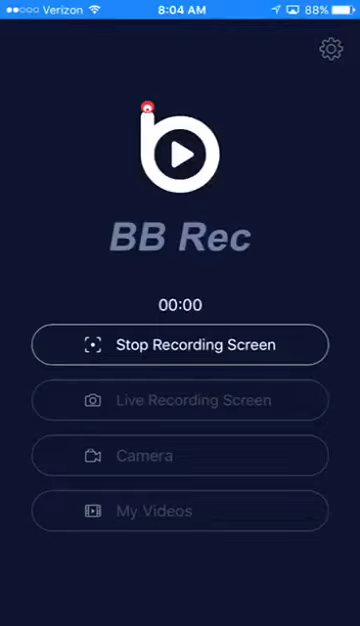 Verizon 8:04 AM 88%
BB Rec
00:00
Stop Recording Screen
Live Recording Screen
Camera
My Videos